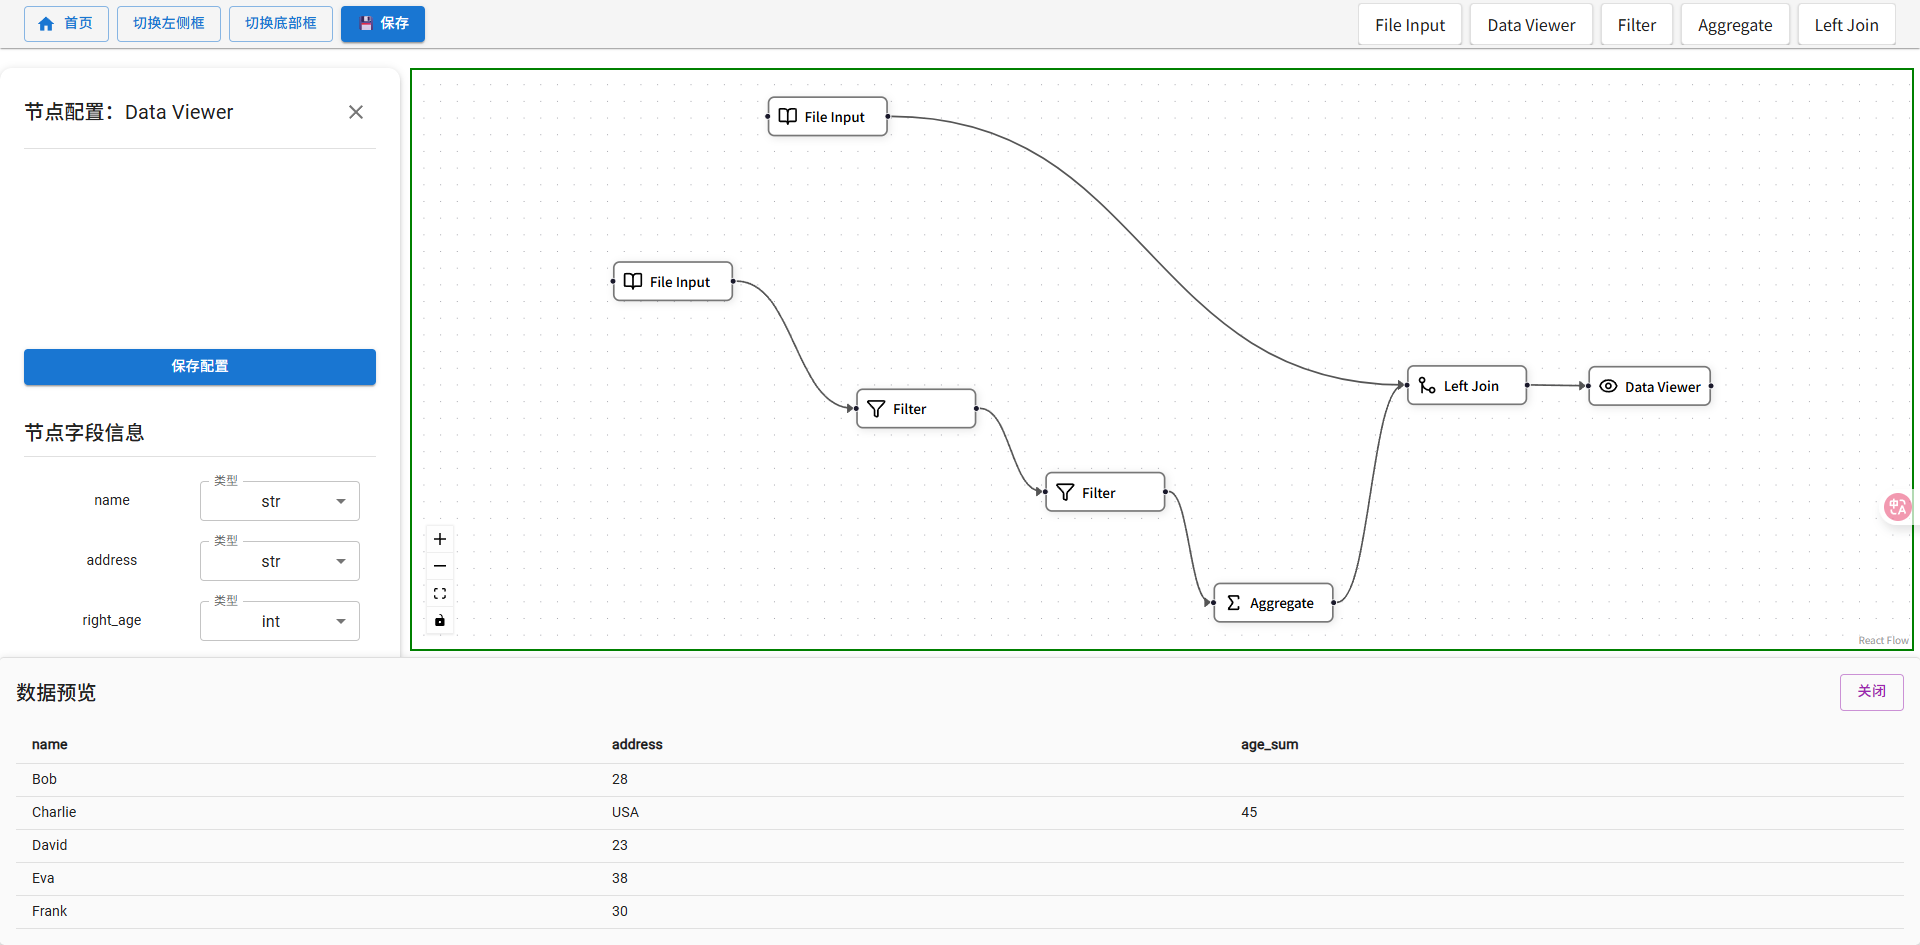 首页 切换左侧框 切换底部框 💾 保存 File Input Data Viewer Filter Aggregate Left Join
节点配置：Data Viewer
保存配置
节点字段信息
类型
name str
类型
address str
类型
right_age int
File Input
File Input
Filter
Filter
Aggregate
Left Join
Data Viewer
React Flow
中A
数据预览 关闭
name address age_sum
Bob 28
Charlie USA 45
David 23
Eva 38
Frank 30